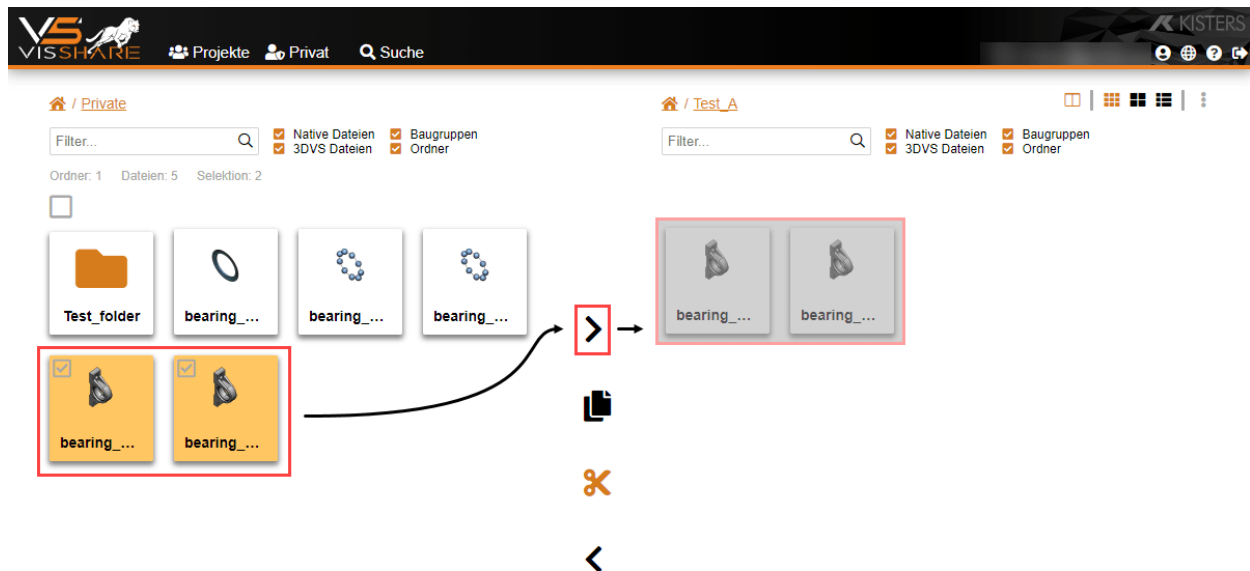 VS
VISSHARE
Projekte Privat Suche
KISTERS
/ Private
/ Test_A
Filter...
Native Dateien Baugruppen
3DVS Dateien Ordner
Filter...
Native Dateien Baugruppen
3DVS Dateien Ordner
Ordner: 1 Dateien: 5 Selektion: 2
Test_folder bearing_... bearing_... bearing_...
bearing_... bearing_...
bearing_... bearing_...